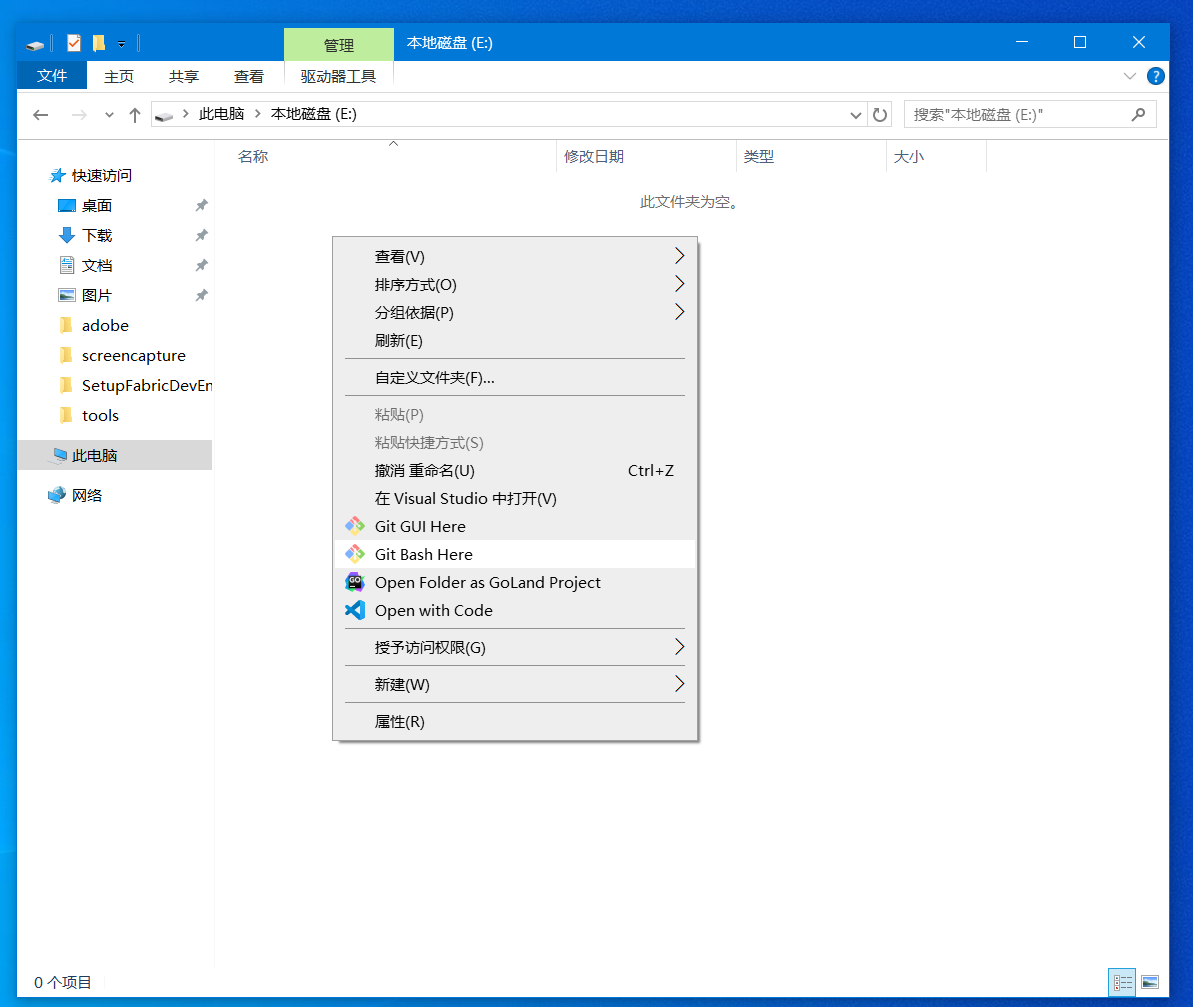 管理
本地磁盘 (E:)
文件
主页
共享
查看
驱动器工具
此电脑
本地磁盘 (E:)
搜索"本地磁盘 (E:)"
名称
修改日期
类型
大小
此文件夹为空。
快速访问
桌面
下载
文档
图片
adobe
screencapture
SetupFabricDevEn
tools
此电脑
网络
查看(V)
排序方式(O)
分组依据(P)
刷新(E)
自定义文件夹(F)...
粘贴(P)
粘贴快捷方式(S)
撤消 重命名(U) Ctrl+Z
在 Visual Studio 中打开(V)
Git GUI Here
Git Bash Here
GO
Open Folder as GoLand Project
Open with Code
授予访问权限(G)
新建(W)
属性(R)
0 个项目